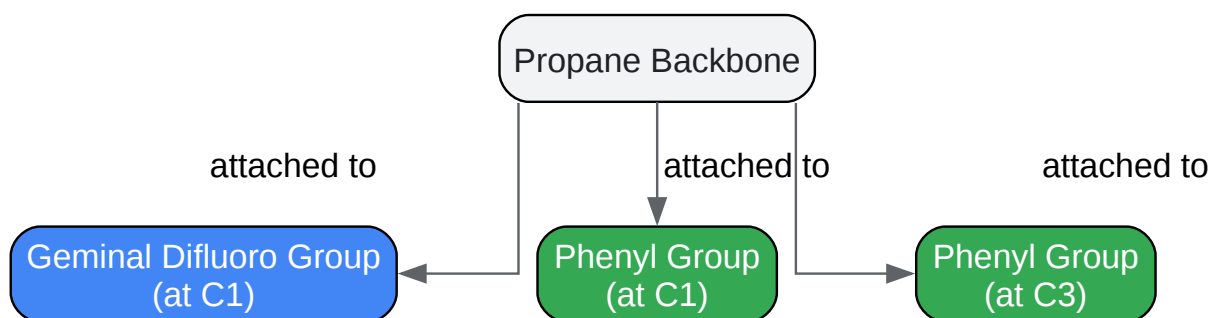 Propane Backbone
attached to
attached to
attached to
Geminal Difluoro Group
(at C1)
Phenyl Group
(at C1)
Phenyl Group
(at C3)